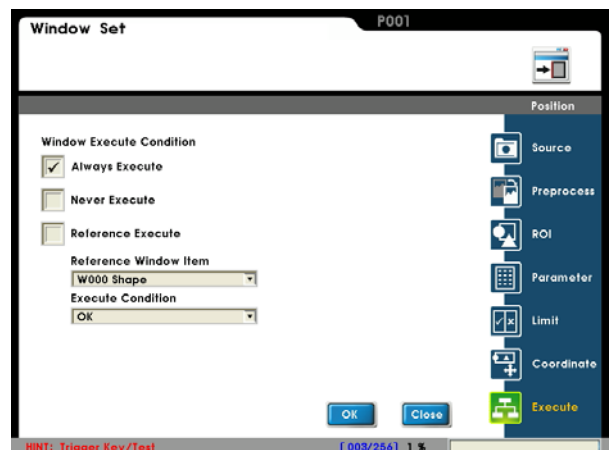 Window Set
P001
Position
Window Execute Condition
Always Execute
Never Execute
Reference Execute
Reference Window Item
W000 Shape
Execute Condition
OK
Source
Preprocess
ROI
Parameter
Limit
Coordinate
Execute
OK
Close
HINT: Trigger Key/Test
[003/256] 1 %